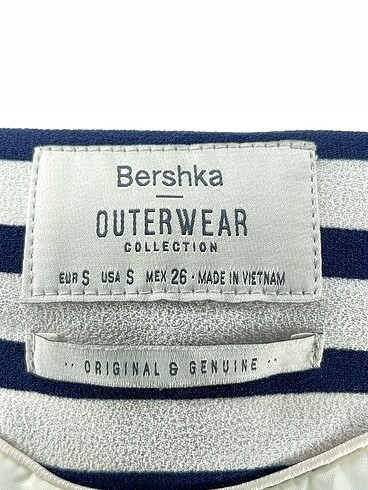 Bershka
OUTERWEAR
COLLECTION
EUR S USA S MEX 26 · MADE IN VIETNAM
·· ORIGINAL & GENUINE ··